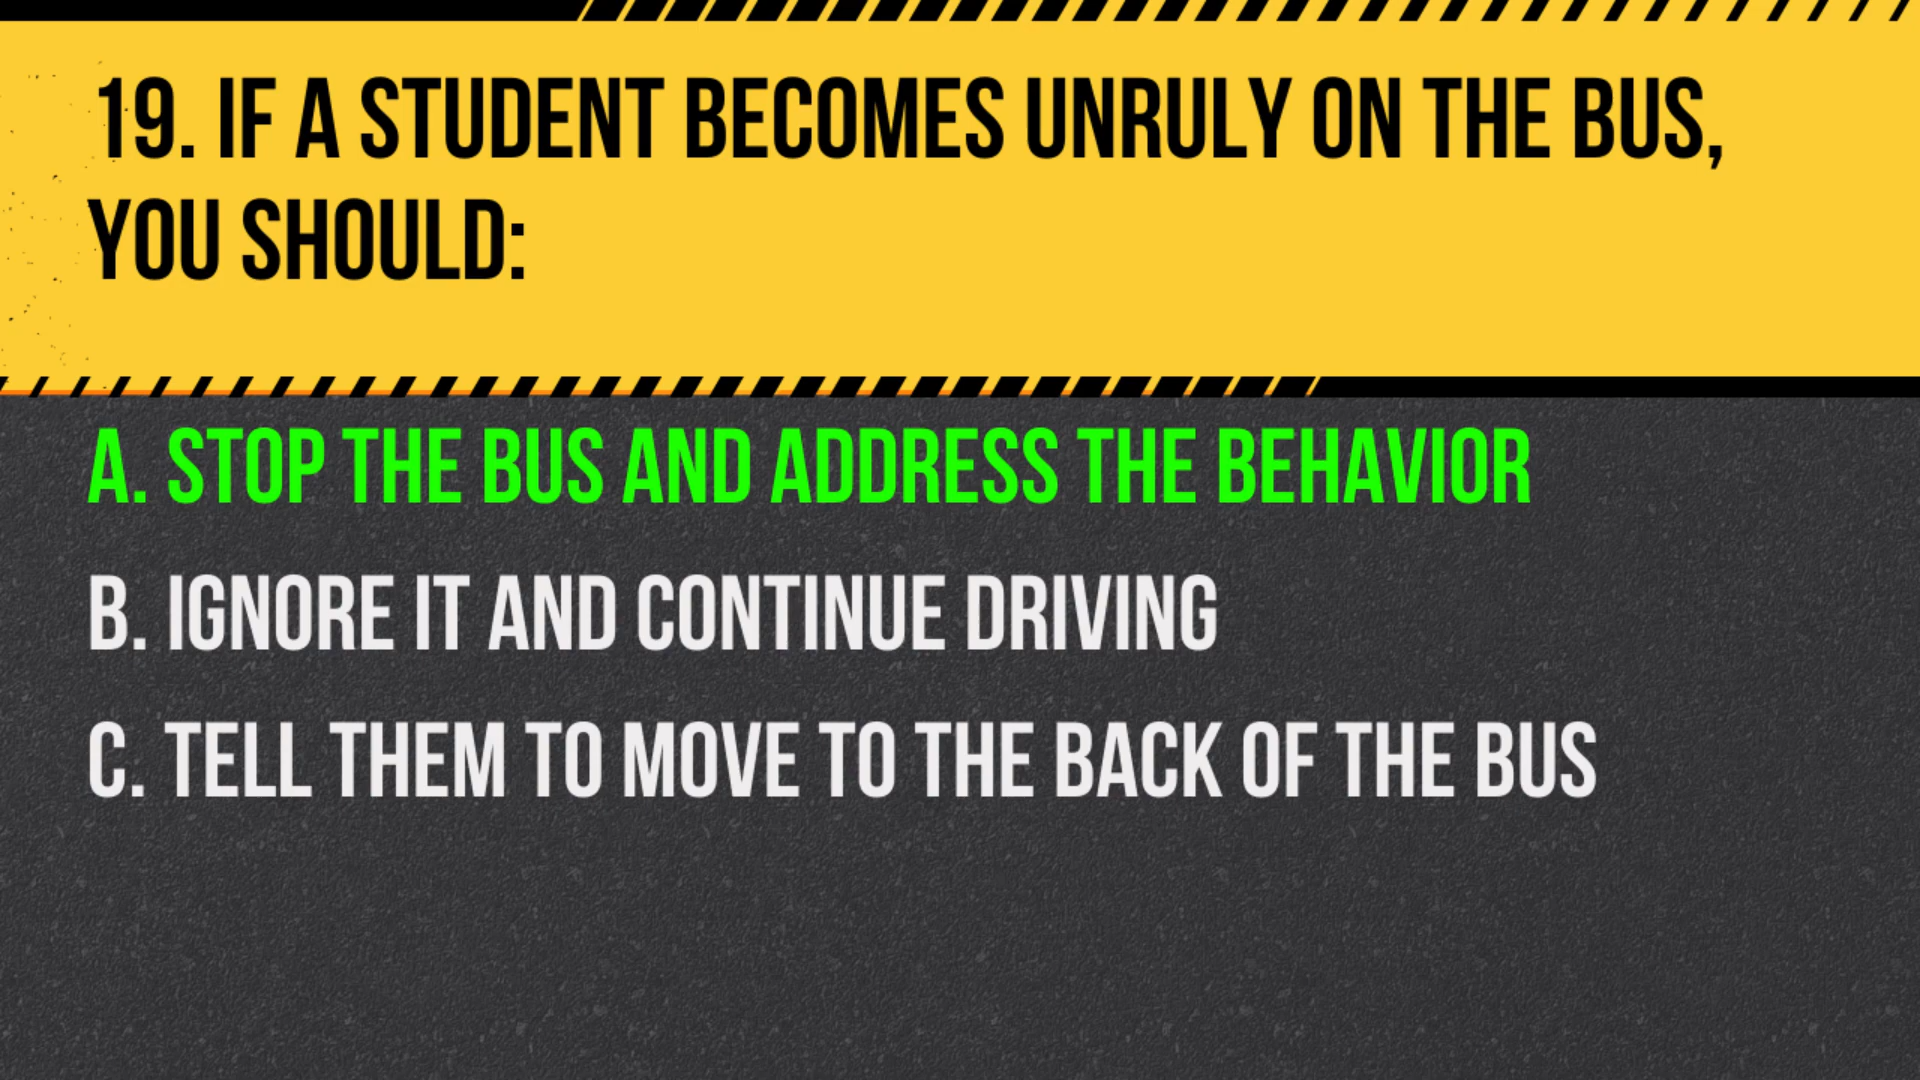 19. IF A STUDENT BECOMES UNRULY ON THE BUS,
YOU SHOULD:
A. STOP THE BUS AND ADDRESS THE BEHAVIOR
B. IGNORE IT AND CONTINUE DRIVING
C. TELL THEM TO MOVE TO THE BACK OF THE BUS